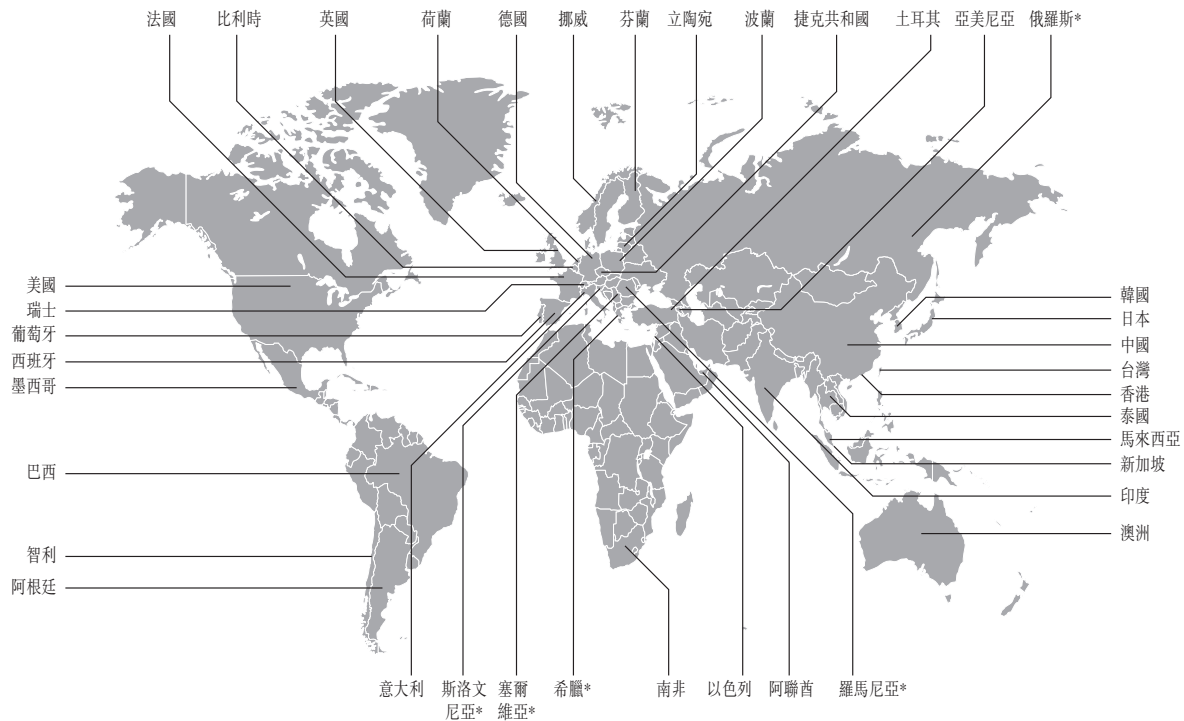 法國
比利時
英國
荷蘭
德國
挪威
芬蘭
立陶宛
波蘭
捷克共和國
土耳其
亞美尼亞
俄羅斯*
美國
瑞士
葡萄牙
西班牙
墨西哥
巴西
智利
阿根廷
韓國
日本
中國
台灣
香港
泰國
馬來西亞
新加坡
印度
澳洲
意大利
斯洛文
尼亞*
塞爾
維亞*
希臘*
南非
以色列
阿聯酋
羅馬尼亞*